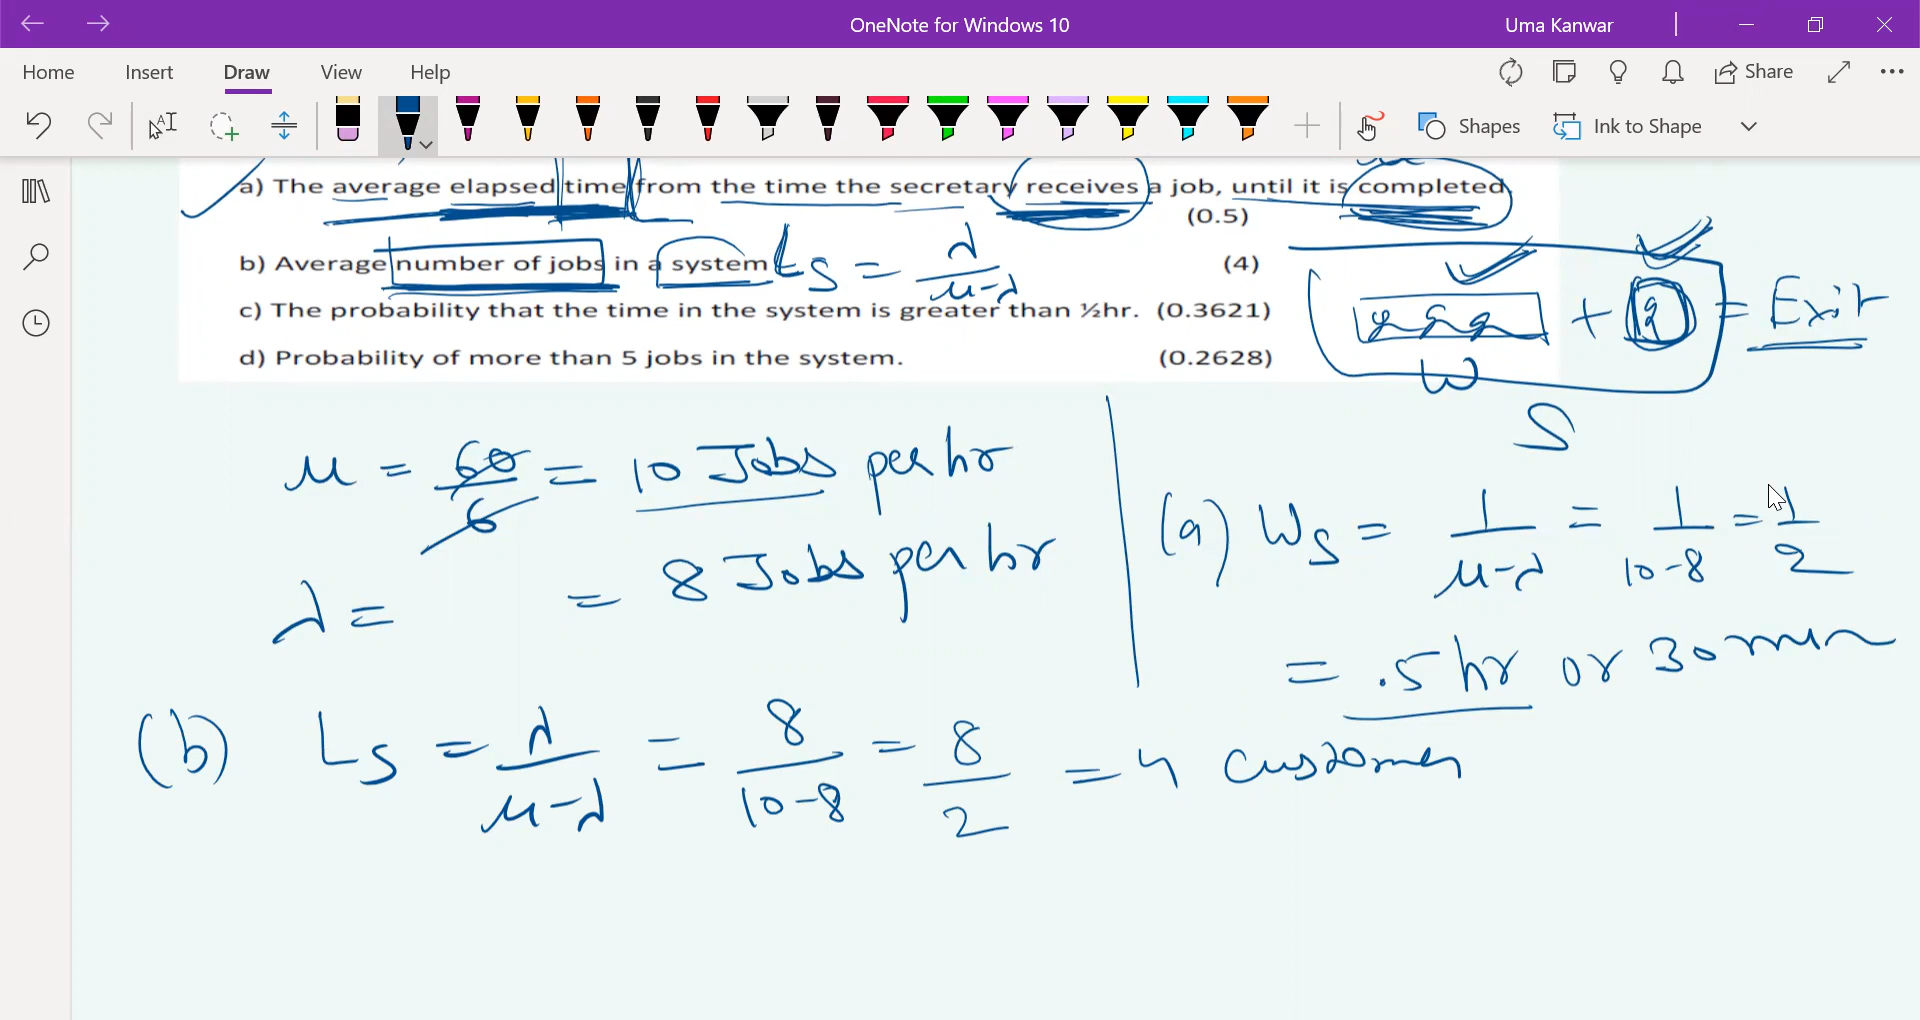 OneNote for Windows 10
Uma Kanwar
Home Insert Draw View Help
Share
Shapes
Ink to Shape
a) The average elapsed time from the time the secretary receives a job, until it is completed.
(0.5)
b) Average number of jobs in a system (4)
Ls = λ/μ-λ
c) The probability that the time in the system is greater than ½hr. (0.3621)
d) Probability of more than 5 jobs in the system. (0.2628)
+ = Exit
W
S
μ = 60/6 = 10 Jobs per hr
λ = = 8 Jobs per hr
(a) Ws = 1/μ-λ = 1/10-8 = 1/2
= .5 hr or 30 min
(b) Ls = λ/μ-λ = 8/10-8 = 8/2 = 4 customer